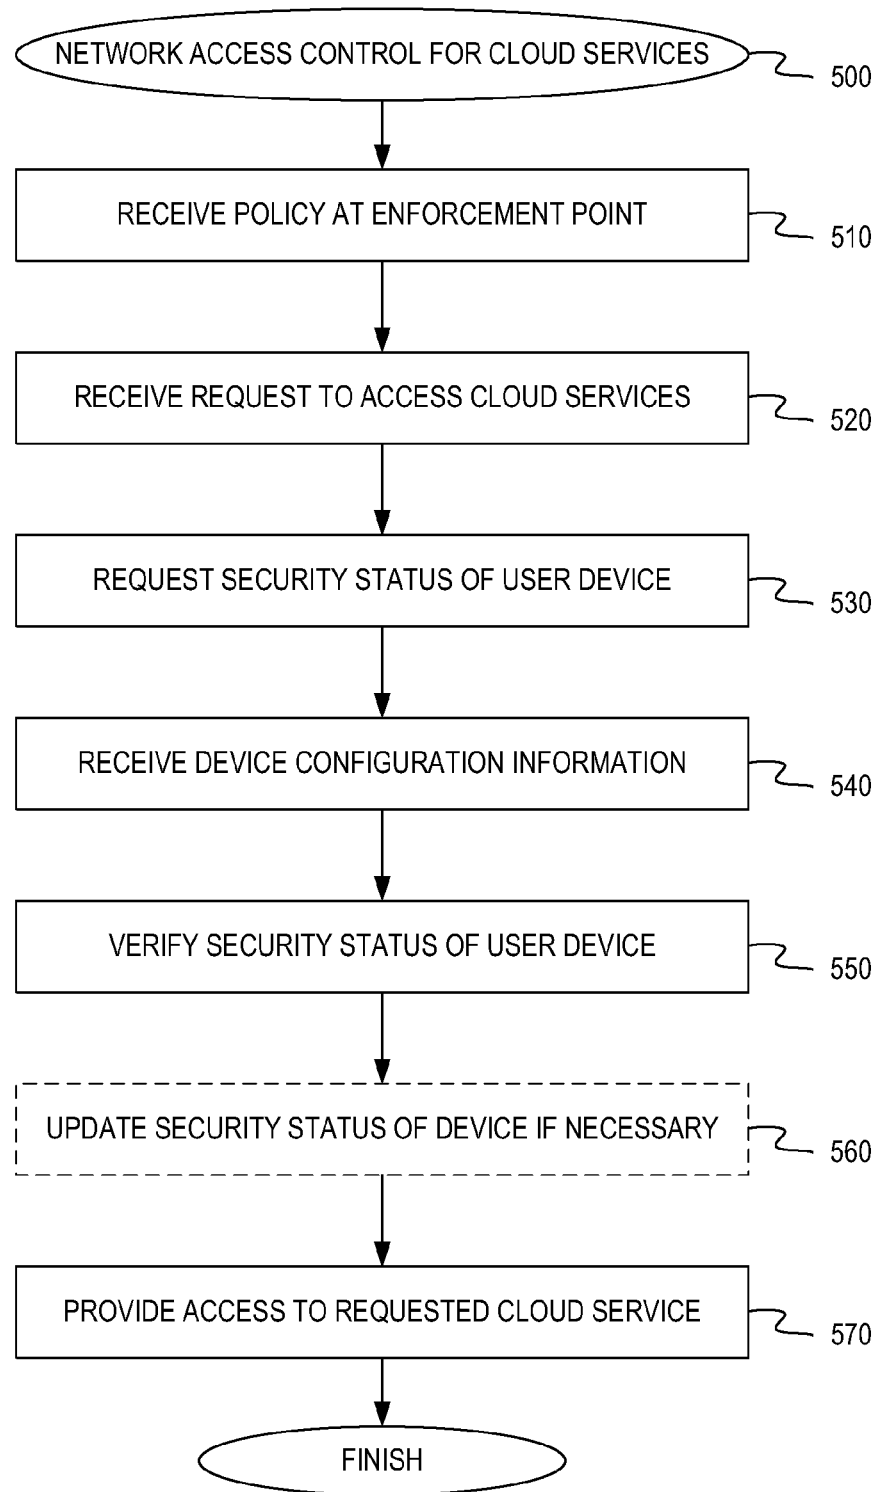 NETWORK ACCESS CONTROL FOR CLOUD SERVICES
500
RECEIVE POLICY AT ENFORCEMENT POINT
510
RECEIVE REQUEST TO ACCESS CLOUD SERVICES
520
REQUEST SECURITY STATUS OF USER DEVICE
530
RECEIVE DEVICE CONFIGURATION INFORMATION
540
VERIFY SECURITY STATUS OF USER DEVICE
550
UPDATE SECURITY STATUS OF DEVICE IF NECESSARY
560
PROVIDE ACCESS TO REQUESTED CLOUD SERVICE
570
FINISH